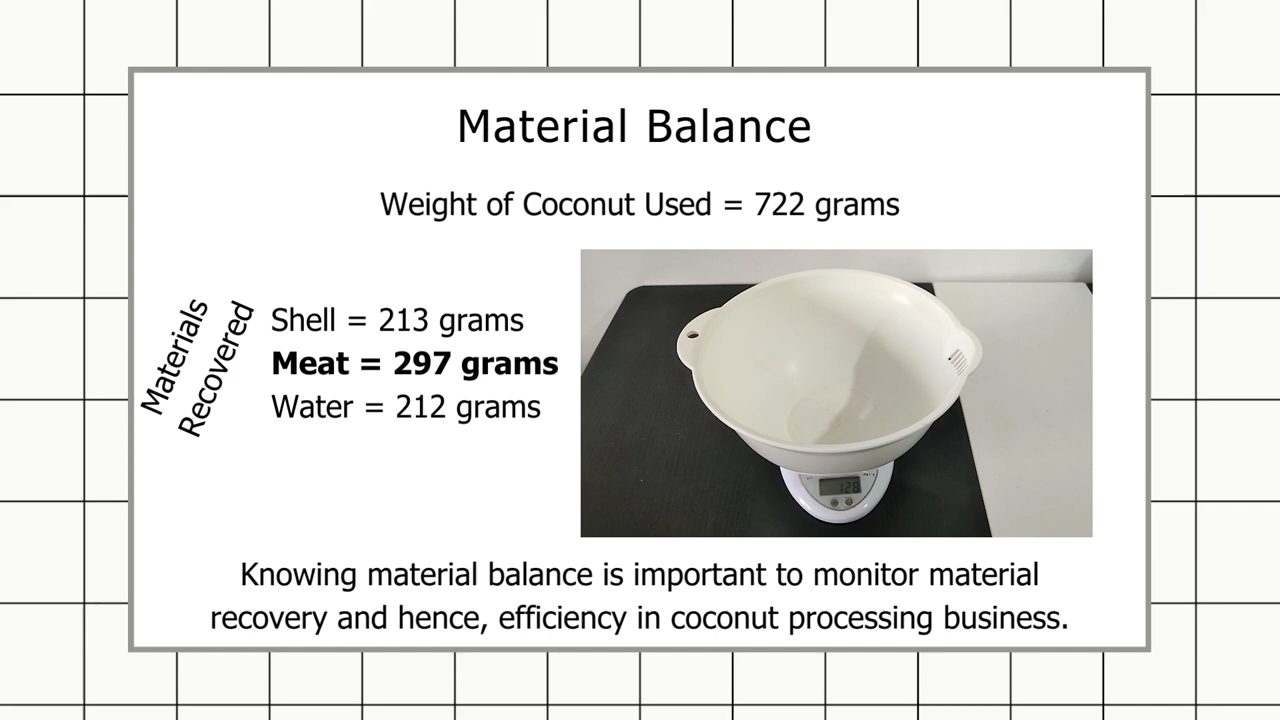 Material Balance
Weight of Coconut Used = 722 grams
Materials
Recovered
Shell = 213 grams
Meat = 297 grams
Water = 212 grams
128
Knowing material balance is important to monitor material
recovery and hence, efficiency in coconut processing business.